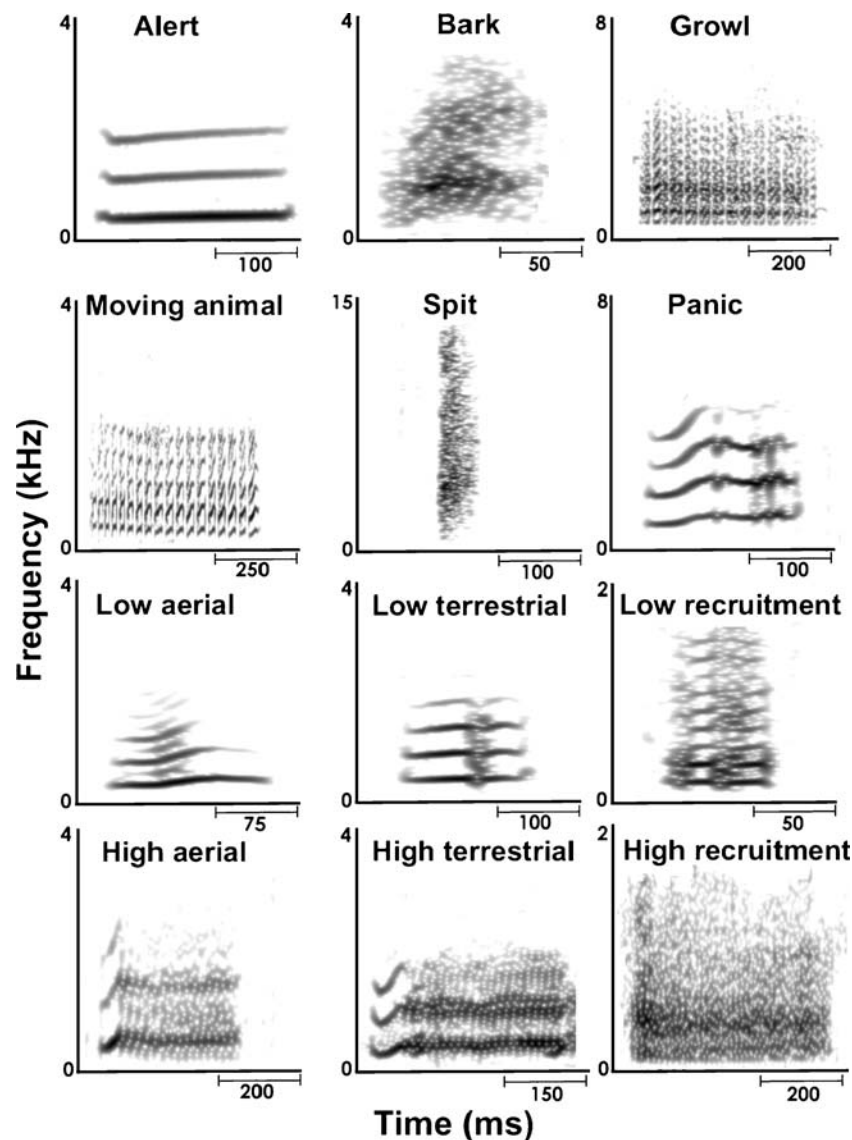 4 Alert 4 Bark 8 Growl
0 100 0 50 0 200
4 Moving animal 15 Spit 8 Panic
0 250 0 100 0 100
4 Low aerial 4 Low terrestrial 2 Low recruitment
0 75 0 100 0 50
4 High aerial 4 High terrestrial 2 High recruitment
0 200 0 150 0 200
Frequency (kHz)
Time (ms)